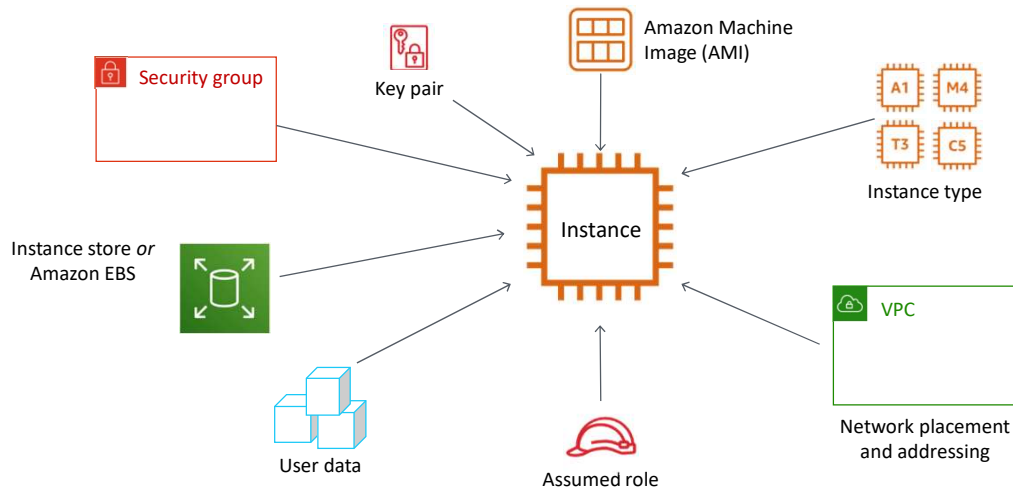 Amazon Machine
Image (AMI)
Security group
Key pair
A1
M4
T3
C5
Instance type
Instance
Instance store or
Amazon EBS
VPC
User data
Assumed role
Network placement
and addressing